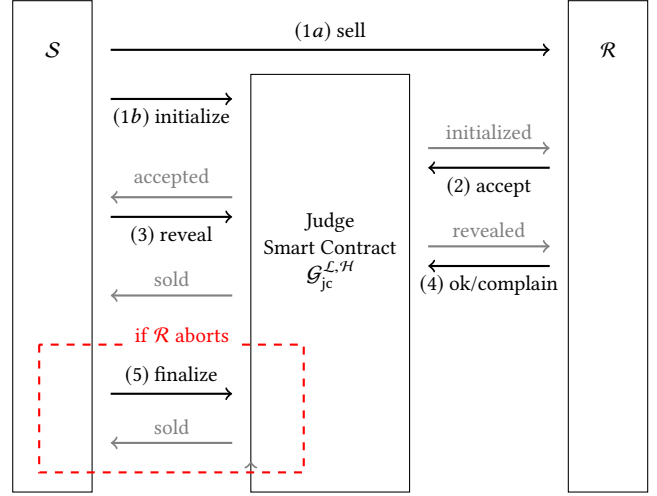 (1a) sell
𝒮
ℛ
(1b) initialize
initialized
accepted
(2) accept
(3) reveal
Judge
Smart Contract
𝒢_jc^{ℒ,ℋ}
revealed
sold
(4) ok/complain
if ℛ aborts
(5) finalize
sold